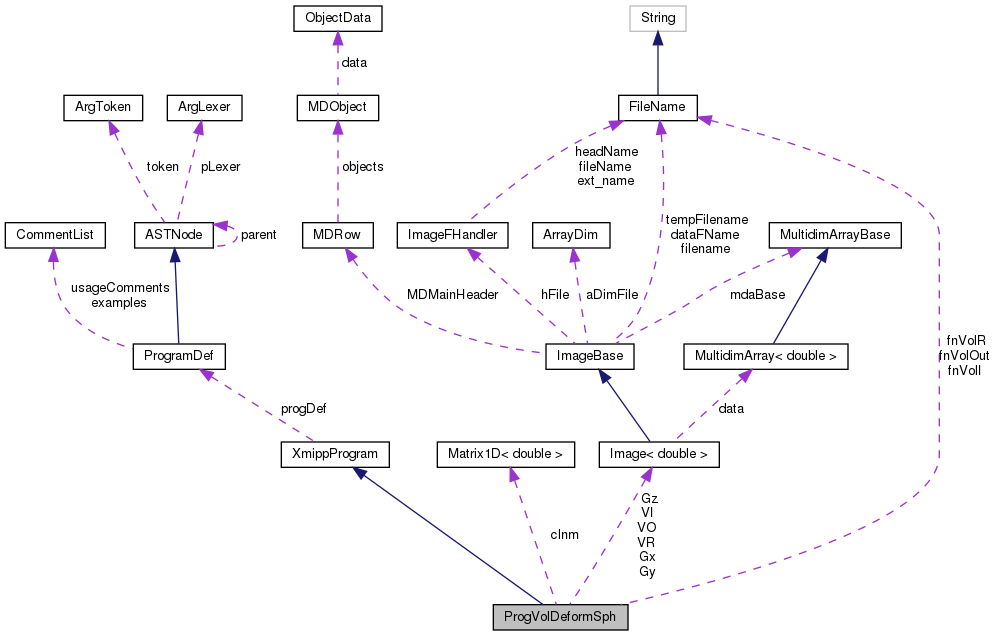 ObjectData
String
data
ArgToken
ArgLexer
MDObject
FileName
token
pLexer
objects
headName
fileName
ext_name
CommentList
ASTNode
parent
MDRow
ImageFHandler
ArrayDim
tempFilename
dataFName
filename
MultidimArrayBase
usageComments
examples
MDMainHeader
hFile
aDimFile
mdaBase
ProgramDef
ImageBase
MultidimArray< double >
fnVolR
fnVolOut
fnVolI
progDef
data
XmippProgram
Matrix1D< double >
Image< double >
clnm
Gz
VI
VO
VR
Gx
Gy
ProgVolDeformSph